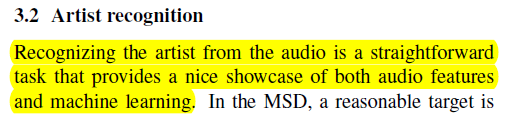 3.2 Artist recognition
Recognizing the artist from the audio is a straightforward
task that provides a nice showcase of both audio features
and machine learning. In the MSD, a reasonable target is